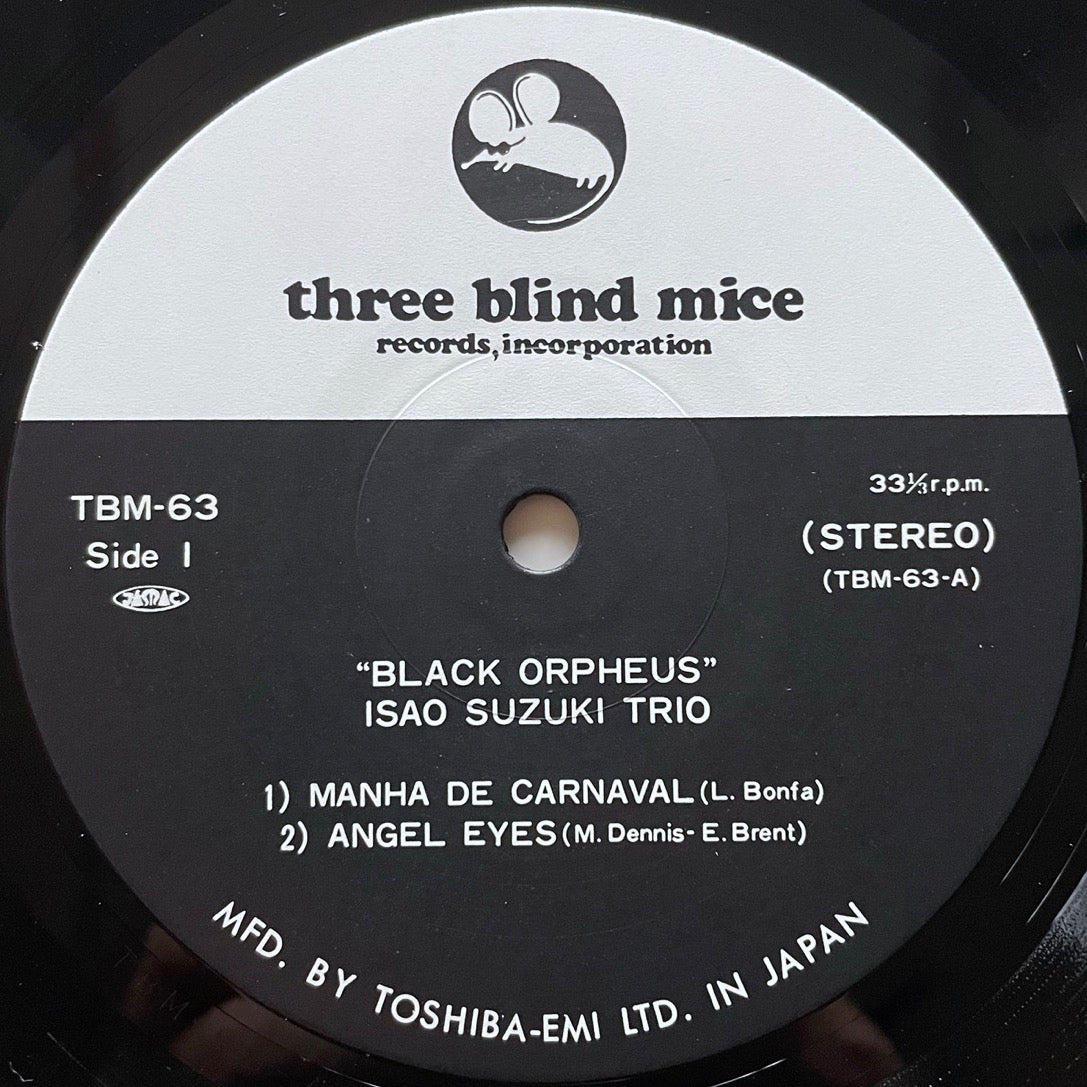 three blind mice
records, incorporation
TBM-63
Side 1
JASRAC
33⅓ r.p.m.
(STEREO)
(TBM-63-A)
“BLACK ORPHEUS”
ISAO SUZUKI TRIO
1) MANHA DE CARNAVAL (L. Bonfa)
2) ANGEL EYES (M. Dennis- E. Brent)
MFD. BY TOSHIBA-EMI LTD. IN JAPAN